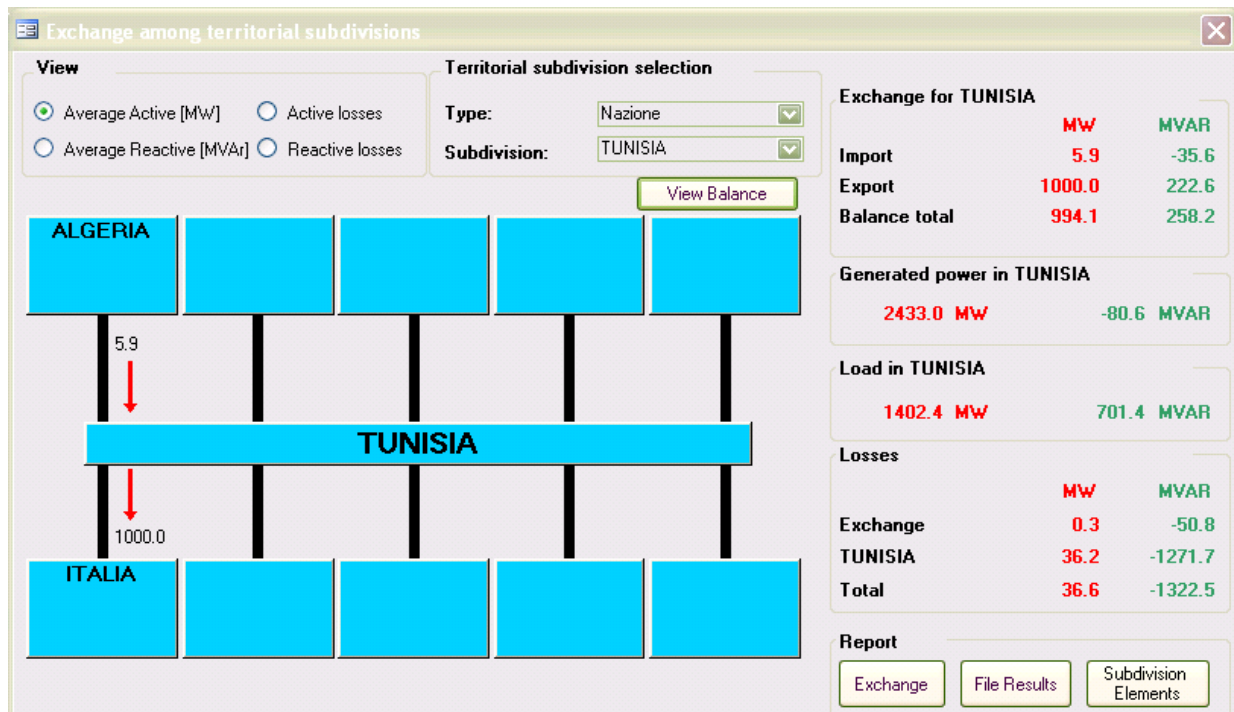 Exchange among territorial subdivisions
View
Average Active [MW]
Active losses
Average Reactive [MVAr]
Reactive losses
Territorial subdivision selection
Type:
Nazione
Subdivision:
TUNISIA
View Balance
ALGERIA
5.9
TUNISIA
1000.0
ITALIA
Exchange for TUNISIA
MW MVAR
Import 5.9 -35.6
Export 1000.0 222.6
Balance total 994.1 258.2
Generated power in TUNISIA
2433.0 MW -80.6 MVAR
Load in TUNISIA
1402.4 MW 701.4 MVAR
Losses
MW MVAR
Exchange 0.3 -50.8
TUNISIA 36.2 -1271.7
Total 36.6 -1322.5
Report
Exchange
File Results
Subdivision
Elements